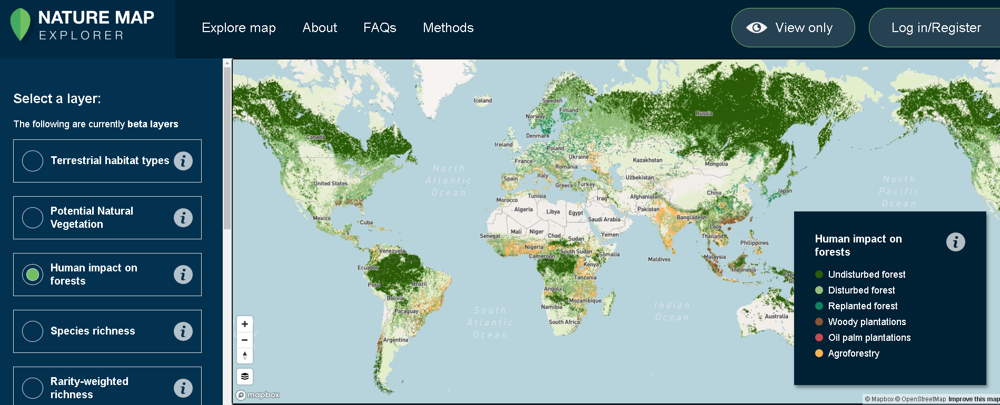 NATURE MAP
EXPLORER
Explore map
About
FAQs
Methods
View only
Log in/Register
Select a layer:
The following are currently beta layers
Terrestrial habitat types
Potential Natural
Vegetation
Human impact on
forests
Species richness
Rarity-weighted
richness
Iceland
Sweden
Finland
Norway
Russia
Denmark
Canada
Ireland
Poland
Ukraine
Kazakhstan
France
Mongolia
Romania
North
Atlantic
Ocean
Italy
Spain
Uzbekistan
United States
Greece
Turkey
Japan
North
Pacific
Ocean
China
Tunisia
Morocco
Iraq
Afghanistan
Algeria
Libya
Egypt
Pakistan
Mexico
Saudi Arabia
Bangladesh
Cuba
Laos
Mali
Niger
Chad
Sudan
Yemen
Senegal
Thailand
Philippines
Nigeria
Venezuela
Cameroon
South Sudan
Somalia
Maldives
Malaysia
Ecuador
Kenya
Indonesia
Tanzania
Peru
Brazil
Angola
Bolivia
Mozambique
Namibia
Paraguay
South
Atlantic
Ocean
Indian
Ocean
South Africa
Australia
Argentina
Human impact on
forests
Undisturbed forest
Disturbed forest
Replanted forest
Woody plantations
Oil palm plantations
Agroforestry
mapbox
© Mapbox © OpenStreetMap Improve this map